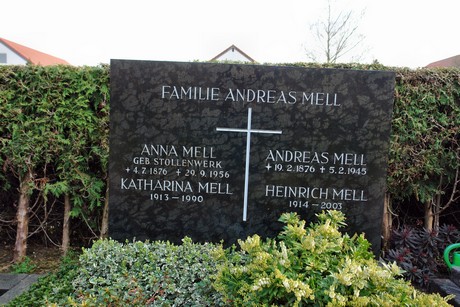 FAMILIE ANDREAS MELL
ANNA MELL
GEB STOLLENWERK
*4.7.1876 +29.9.1956
KATHARINA MELL
1913-1990
ANDREAS MELL
*19.2.1876 +5.2.1945
HEINRICH MELL
1914-2003